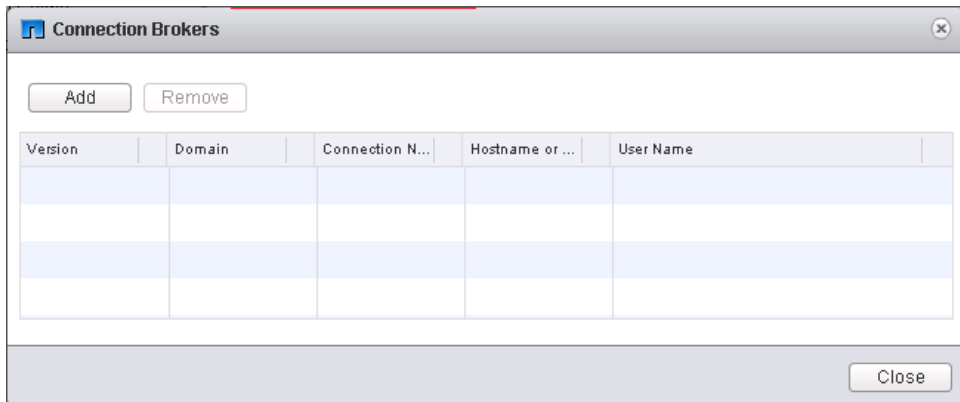 Connection Brokers
Add Remove
Version Domain Connection N... Hostname or ... User Name
Close